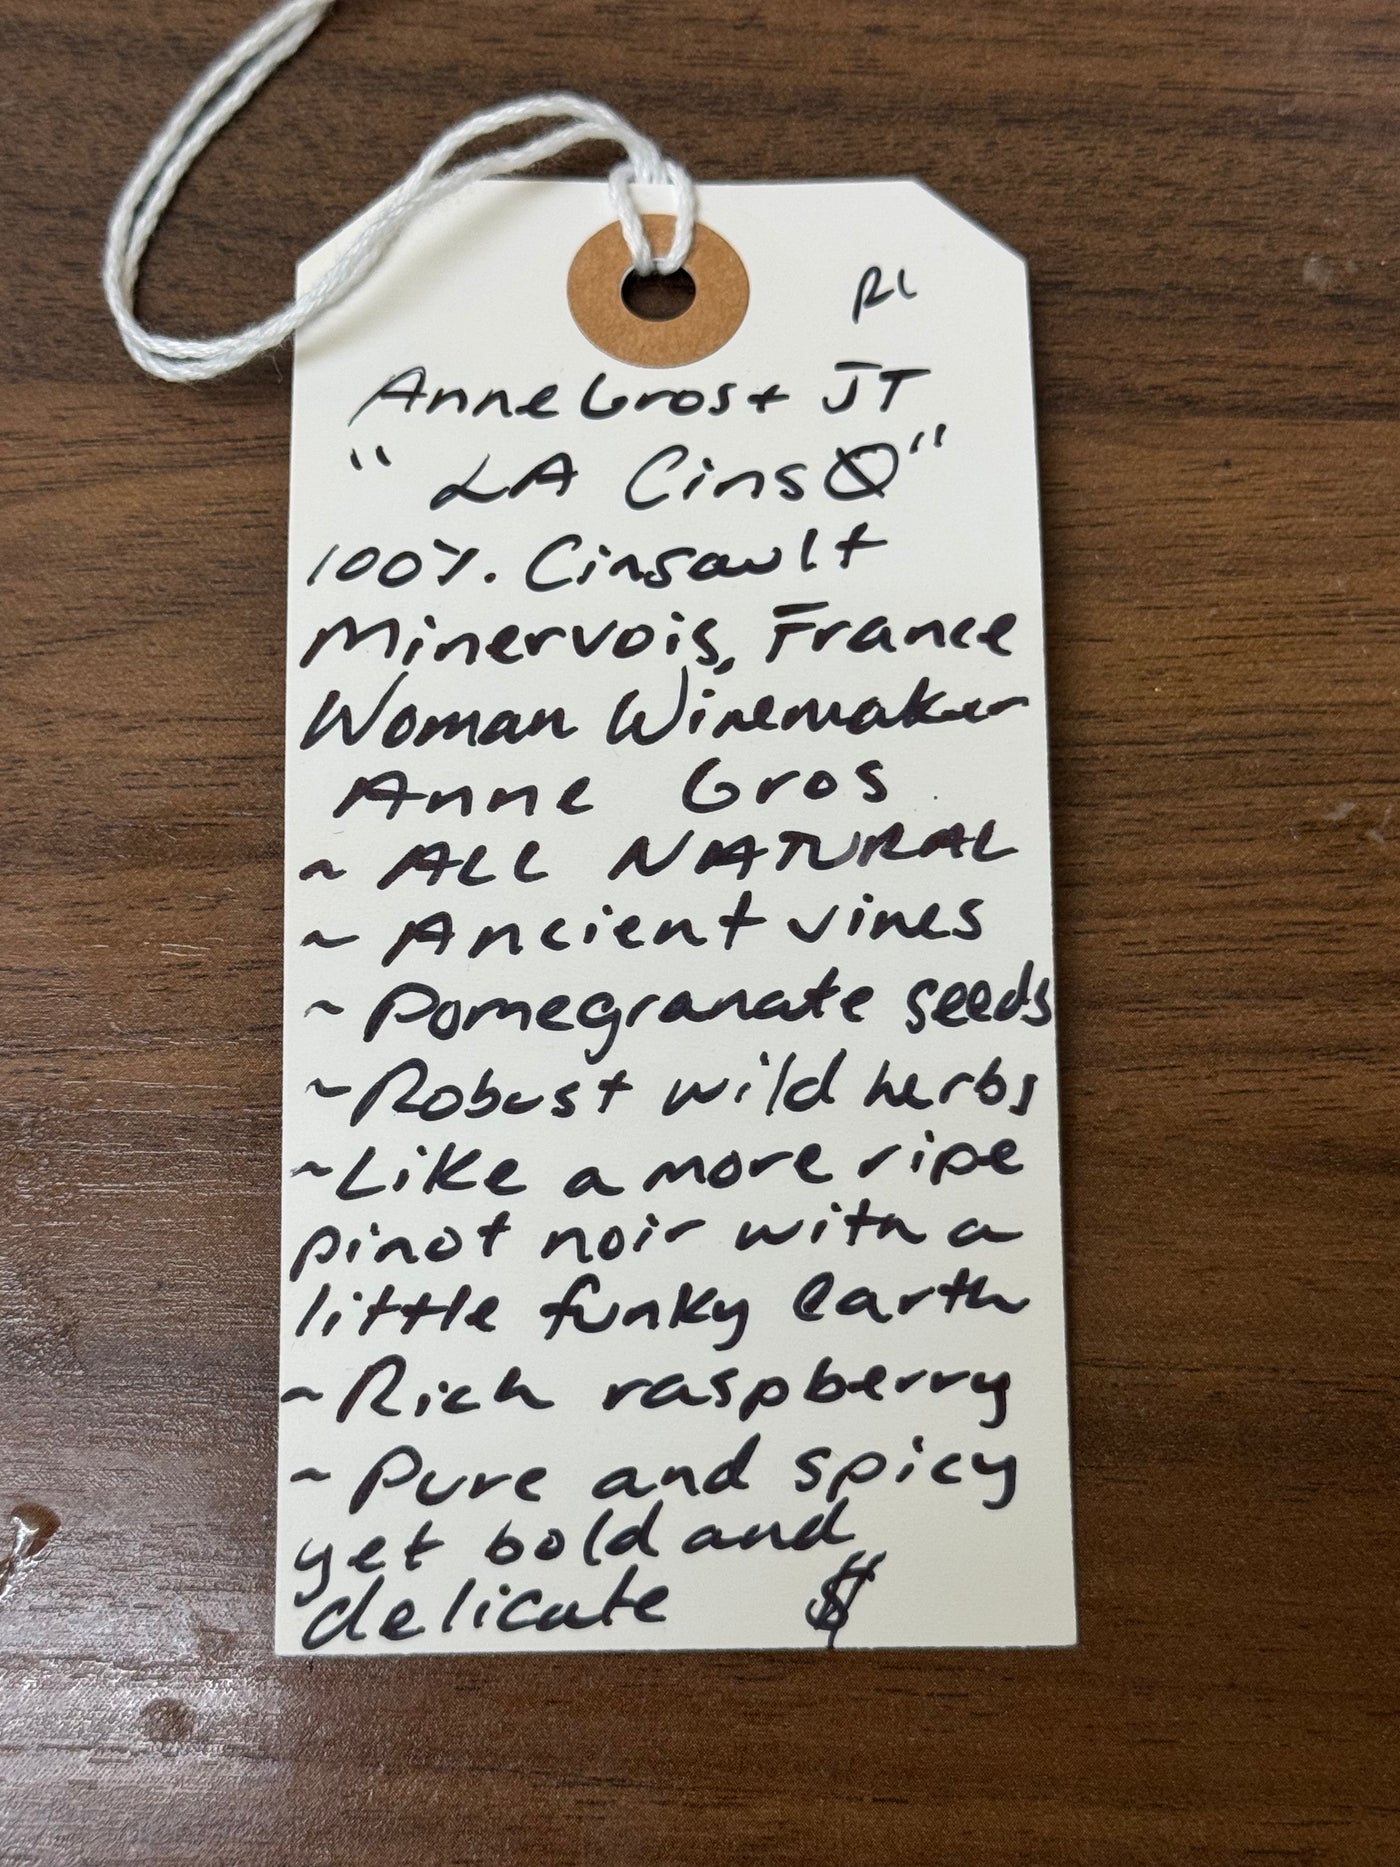 RL
Anne Gros + JT
" LA CinsØ"
100%. Cinsault
Minervois, France
Woman Winemaker
Anne Gros
~ ALL NATURAL
~ Ancient vines
~ Pomegranate seeds
~ Robust wild herbs
~ Like a more ripe
pinot noir with a
little funky earth
~ Rich raspberry
~ Pure and spicy
yet bold and
delicate $